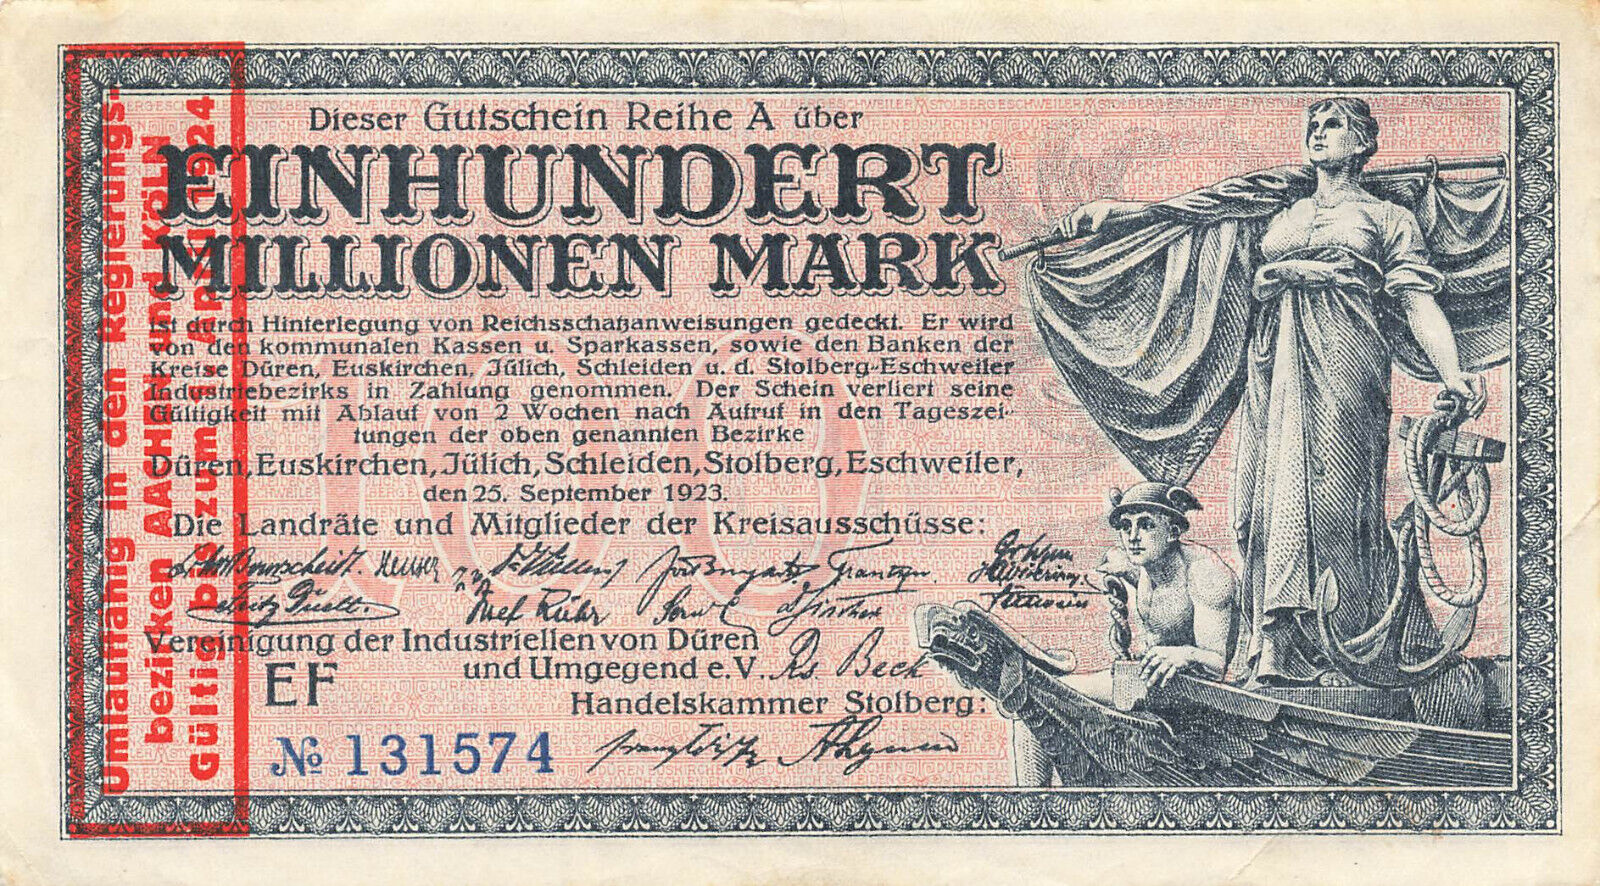 Dieser Gutschein Reihe A über
EINHUNDERT
MILLIONEN MARK
ist durch Hinterlegung von Reichsschatzanweisungen gedeckt. Er wird
von den kommunalen Kassen u. Sparkassen, sowie den Banken der
Kreise Düren, Euskirchen, Jülich, Schleiden u. d. Stolberg-Eschweiler
Industriebezirks in Zahlung genommen. Der Schein verliert seine
Gültigkeit mit Ablauf von 2 Wochen nach Aufruf in den Tageszei-
tungen der oben genannten Bezirke
Düren, Euskirchen, Jülich, Schleiden, Stolberg, Eschweiler,
den 25. September 1923.
Die Landräte und Mitglieder der Kreisausschüsse:
Vereinigung der Industriellen von Düren
und Umgegend e.V. Rs. Beck
Handelskammer Stolberg:
EF
№ 131574
100
Umlauffähig in den Regierungs-
bezirken AACHEN und KÖLN
Gültig bis zum 1. April 1924